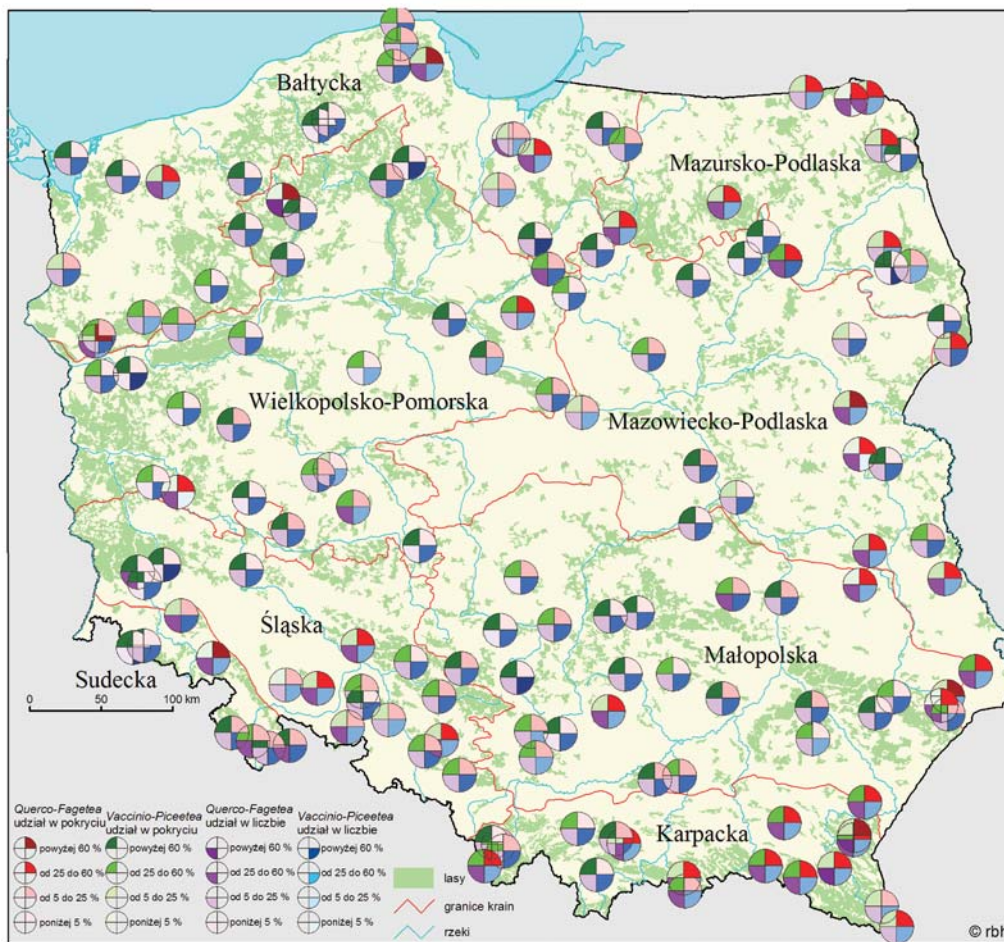 Bałtycka
Mazursko-Podlaska
Wielkopolsko-Pomorska
Mazowiecko-Podlaska
Śląska
Małopolska
Sudecka
0 50 100 km
Karpacka
Querco-Fagetea
udział w pokryciu
powyżej 60 %
od 25 do 60 %
od 5 do 25 %
poniżej 5 %
Vaccinio-Piceetea
udział w pokryciu
powyżej 60 %
od 25 do 60 %
od 5 do 25 %
poniżej 5 %
Querco-Fagetea
udział w liczbie
powyżej 60 %
od 25 do 60 %
od 5 do 25 %
poniżej 5 %
Vaccinio-Piceetea
udział w liczbie
powyżej 60 %
od 25 do 60 %
od 5 do 25 %
poniżej 5 %
lasy
granice krain
rzeki